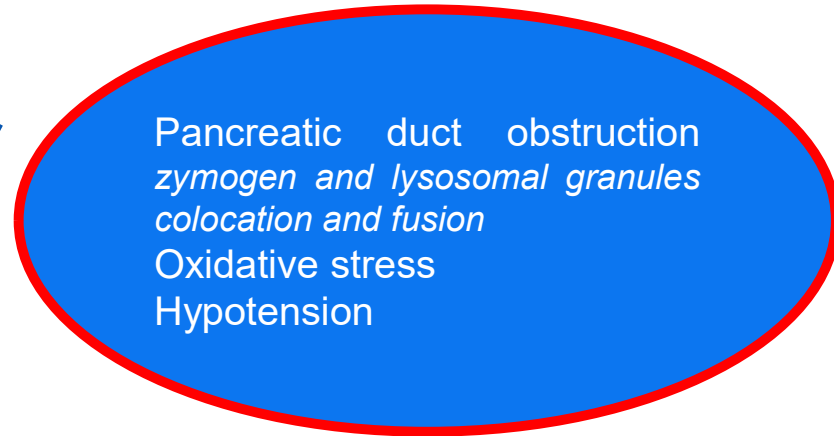 Pancreatic duct obstruction
zymogen and lysosomal granules
colocation and fusion
Oxidative stress
Hypotension